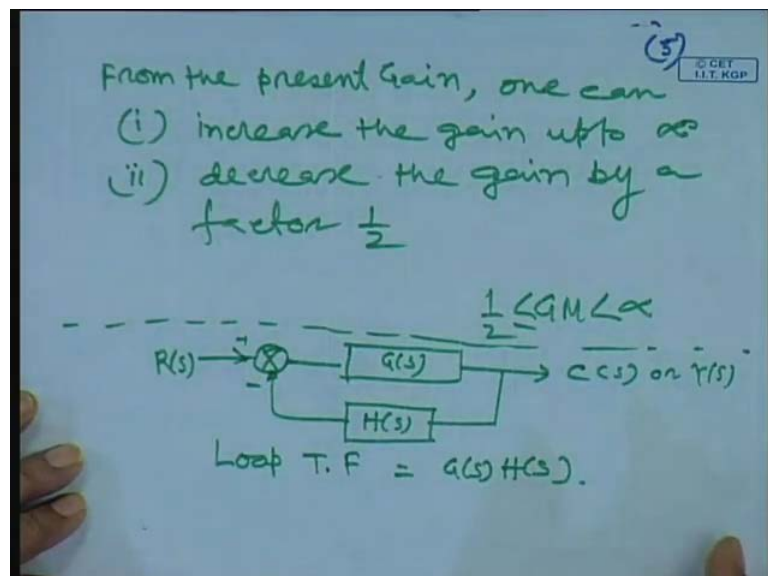 (5)
© CET
I.I.T. KGP
From the present Gain, one can
(i) increase the gain upto ∞
(ii) decrease the gain by a
factor 1/2
1/2 ≤ GM < ∝
R(s) + - G(s) C(s) or Y(s)
H(s)
Loop T.F = G(s) H(s).